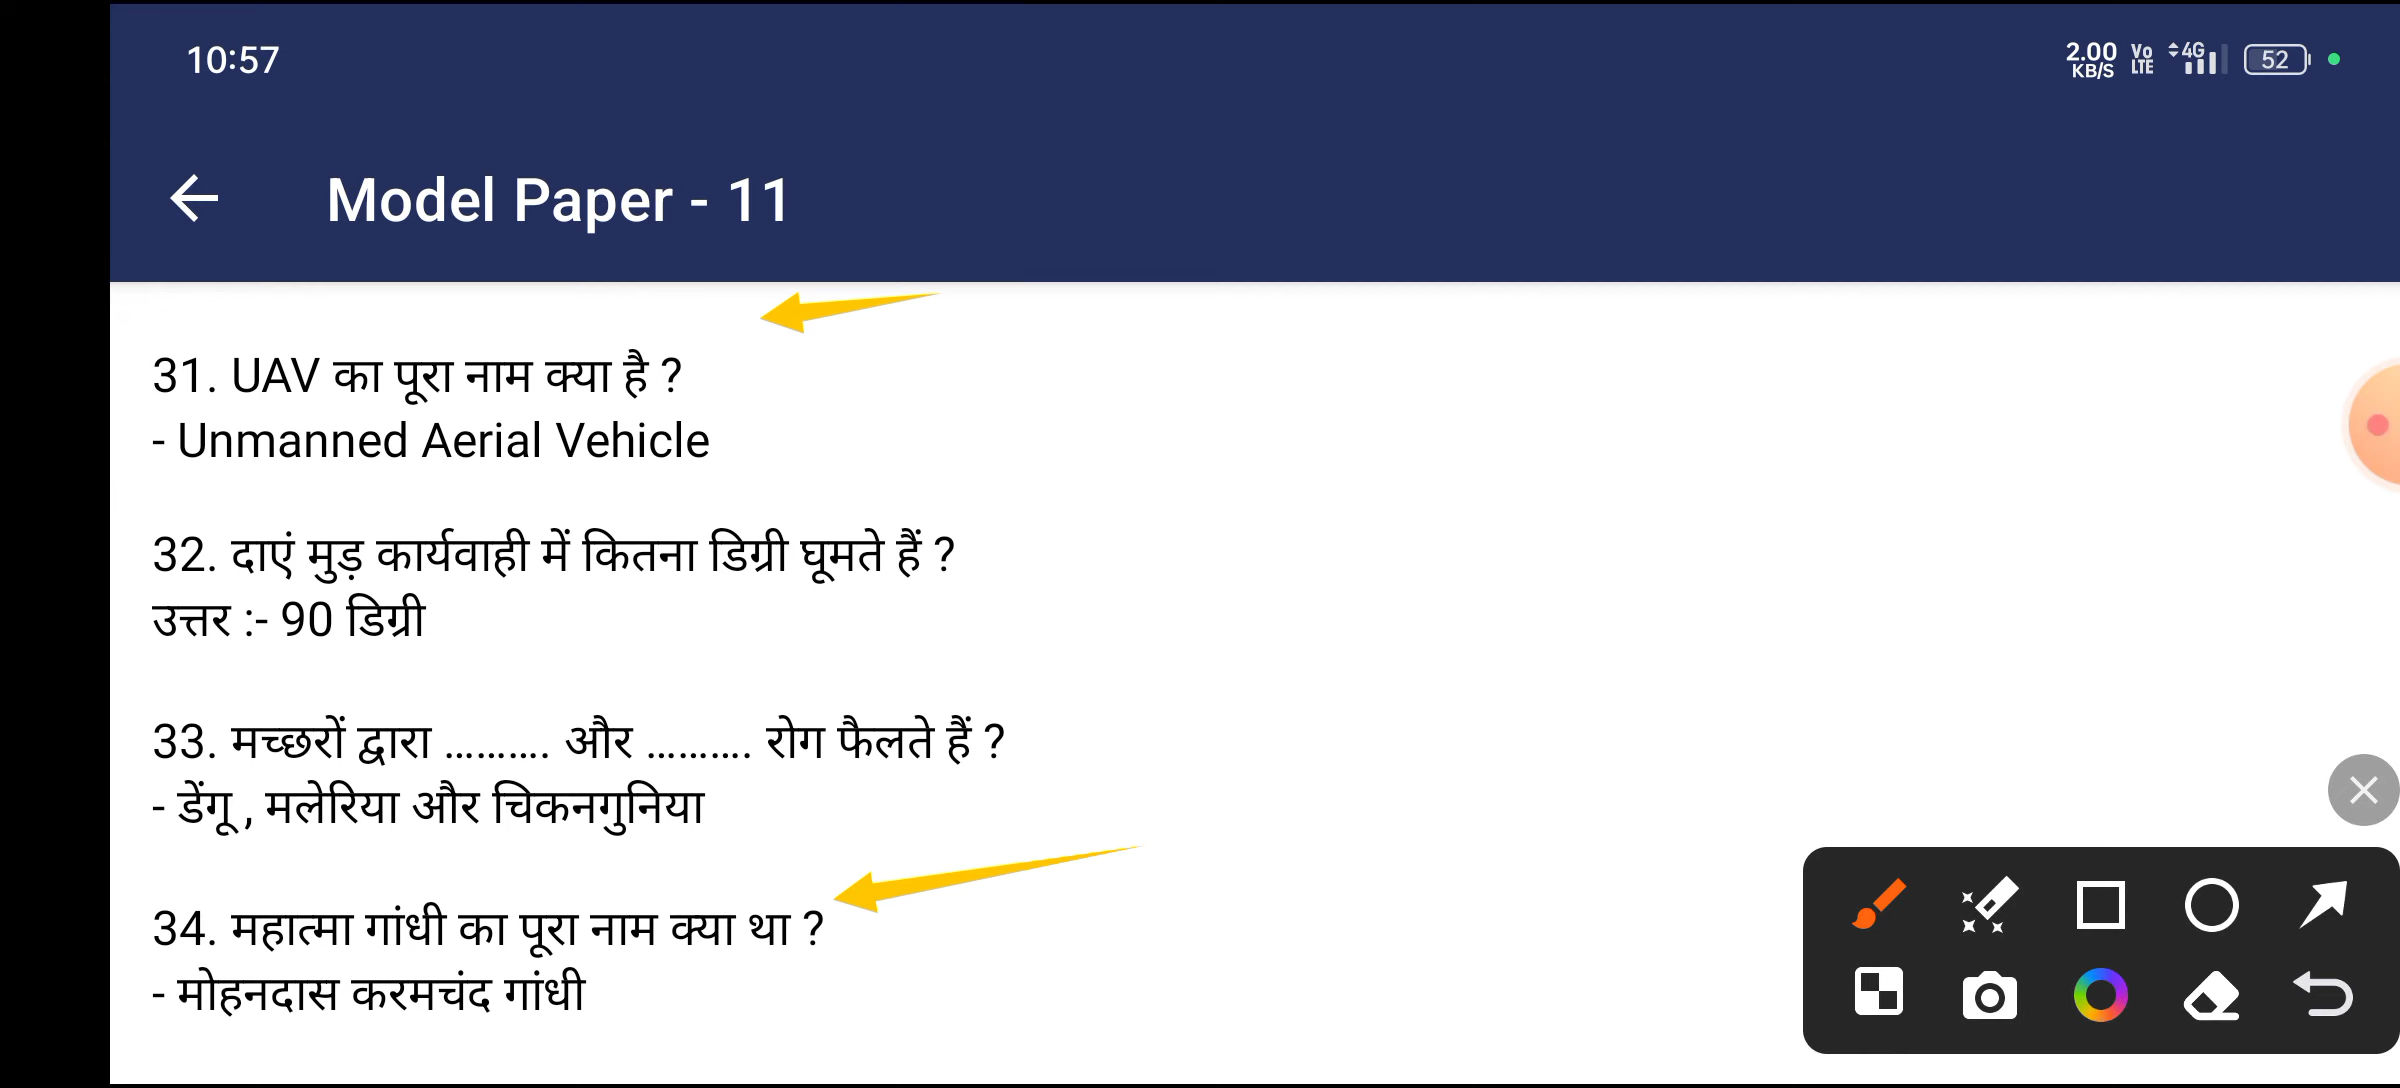 10:57
2.00 KB/S Vo LTE 4G 52
Model Paper - 11
31. UAV का पूरा नाम क्या है ?
- Unmanned Aerial Vehicle
32. दाएं मुड़ कार्यवाही में कितना डिग्री घूमते हैं ?
उत्तर :- 90 डिग्री
33. मच्छरों द्वारा .......... और .......... रोग फैलते हैं ?
- डेंगू , मलेरिया और चिकनगुनिया
34. महात्मा गांधी का पूरा नाम क्या था ?
- मोहनदास करमचंद गांधी